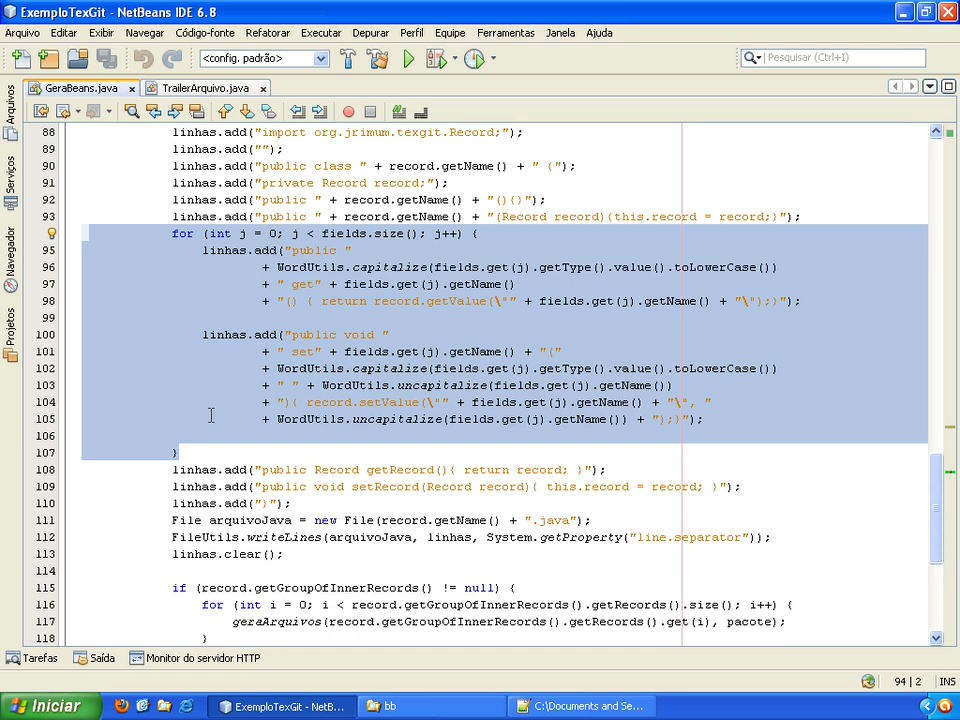 ExemploTexGit - NetBeans IDE 6.8
Arquivo Editar Exibir Navegar Código-fonte Refatorar Executar Depurar Perfil Equipe Ferramentas Janela Ajuda
<config. padrão> Pesquisar (Ctrl+I)
GeraBeans.java TrailerArquivo.java
Arquivos
Serviços
Navegador
Projetos
88 linhas.add("import org.jrimum.texgit.Record;");
89 linhas.add("");
90 linhas.add("public class " + record.getName() + " {");
91 linhas.add("private Record record;");
92 linhas.add("public " + record.getName() + "(){}");
93 linhas.add("public " + record.getName() + "(Record record){this.record = record;}");
for (int j = 0; j < fields.size(); j++) {
95 linhas.add("public "
96 + WordUtils.capitalize(fields.get(j).getType().value().toLowerCase())
97 + " get" + fields.get(j).getName()
98 + "() { return record.getValue(\"" + fields.get(j).getName() + "\");}");
99
100 linhas.add("public void "
101 + " set" + fields.get(j).getName() + "("
102 + WordUtils.capitalize(fields.get(j).getType().value().toLowerCase())
103 + " " + WordUtils.uncapitalize(fields.get(j).getName())
104 + "){ record.setValue(\"" + fields.get(j).getName() + "\", "
105 + WordUtils.uncapitalize(fields.get(j).getName()) + ");}");
106
107 }
108 linhas.add("public Record getRecord(){ return record; }");
109 linhas.add("public void setRecord(Record record){ this.record = record; }");
110 linhas.add("}");
111 File arquivoJava = new File(record.getName() + ".java");
112 FileUtils.writeLines(arquivoJava, linhas, System.getProperty("line.separator"));
113 linhas.clear();
114
115 if (record.getGroupOfInnerRecords() != null) {
116 for (int i = 0; i < record.getGroupOfInnerRecords().getRecords().size(); i++) {
117 geraArquivos(record.getGroupOfInnerRecords().getRecords().get(i), pacote);
118 }
Tarefas Saída Monitor do servidor HTTP
94 | 2 INS
Iniciar ExemploTexGit - NetB... bb C:\Documents and Se...